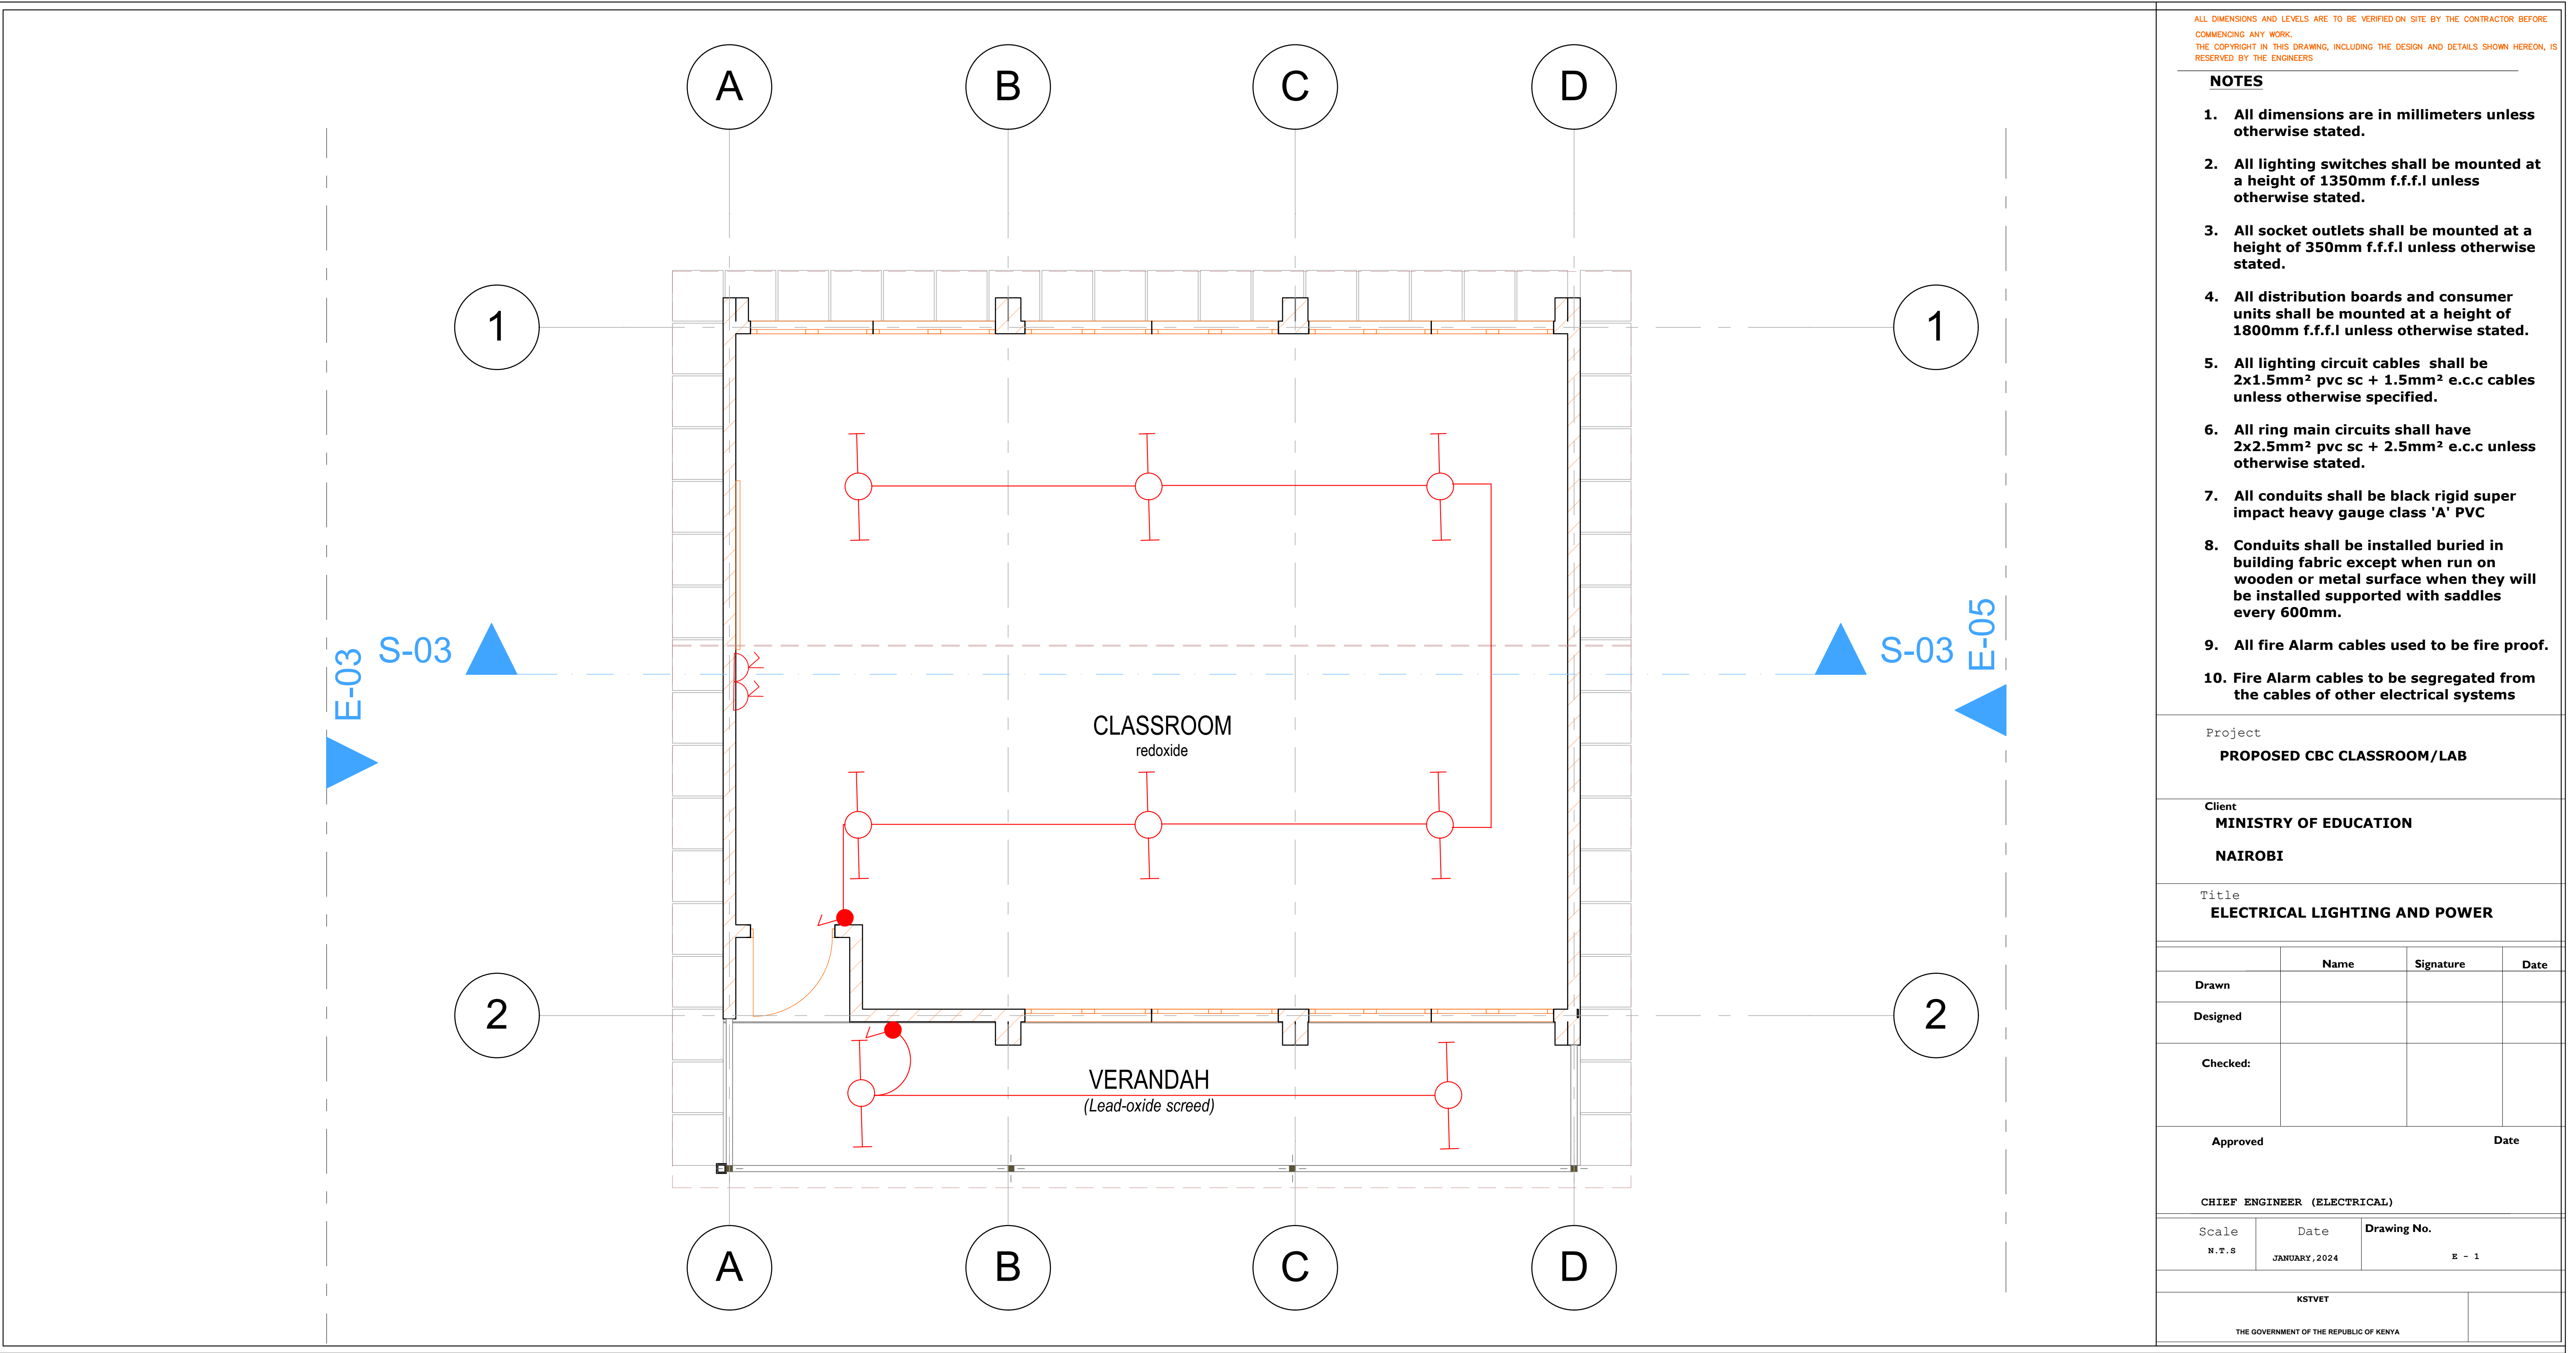 A
B
C
D
1
1
E-03
S-03
S-03
E-05
CLASSROOM
redoxide
2
2
VERANDAH
(Lead-oxide screed)
A
B
C
D
ALL DIMENSIONS AND LEVELS ARE TO BE VERIFIED ON SITE BY THE CONTRACTOR BEFORE
COMMENCING ANY WORK.
THE COPYRIGHT IN THIS DRAWING, INCLUDING THE DESIGN AND DETAILS SHOWN HEREON, IS
RESERVED BY THE ENGINEERS
NOTES
1. All dimensions are in millimeters unless
otherwise stated.
2. All lighting switches shall be mounted at
a height of 1350mm f.f.f.l unless
otherwise stated.
3. All socket outlets shall be mounted at a
height of 350mm f.f.f.l unless otherwise
stated.
4. All distribution boards and consumer
units shall be mounted at a height of
1800mm f.f.f.l unless otherwise stated.
5. All lighting circuit cables shall be
2x1.5mm² pvc sc + 1.5mm² e.c.c cables
unless otherwise specified.
6. All ring main circuits shall have
2x2.5mm² pvc sc + 2.5mm² e.c.c unless
otherwise stated.
7. All conduits shall be black rigid super
impact heavy gauge class 'A' PVC
8. Conduits shall be installed buried in
building fabric except when run on
wooden or metal surface when they will
be installed supported with saddles
every 600mm.
9. All fire Alarm cables used to be fire proof.
10. Fire Alarm cables to be segregated from
the cables of other electrical systems
Project
PROPOSED CBC CLASSROOM/LAB
Client
MINISTRY OF EDUCATION
NAIROBI
Title
ELECTRICAL LIGHTING AND POWER
Name Signature Date
Drawn
Designed
Checked:
Approved Date
CHIEF ENGINEER (ELECTRICAL)
Scale Date Drawing No.
N.T.S JANUARY,2024 E - 1
KSTVET
THE GOVERNMENT OF THE REPUBLIC OF KENYA